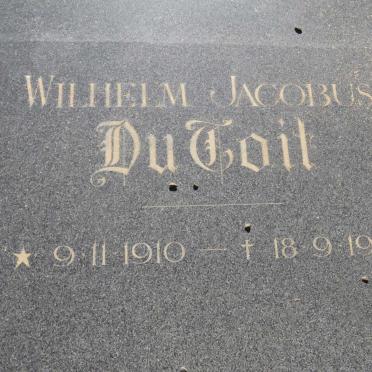 WILHELM JACOBUS
Du Toit
★ 9·11·1910 — † 18·9·19